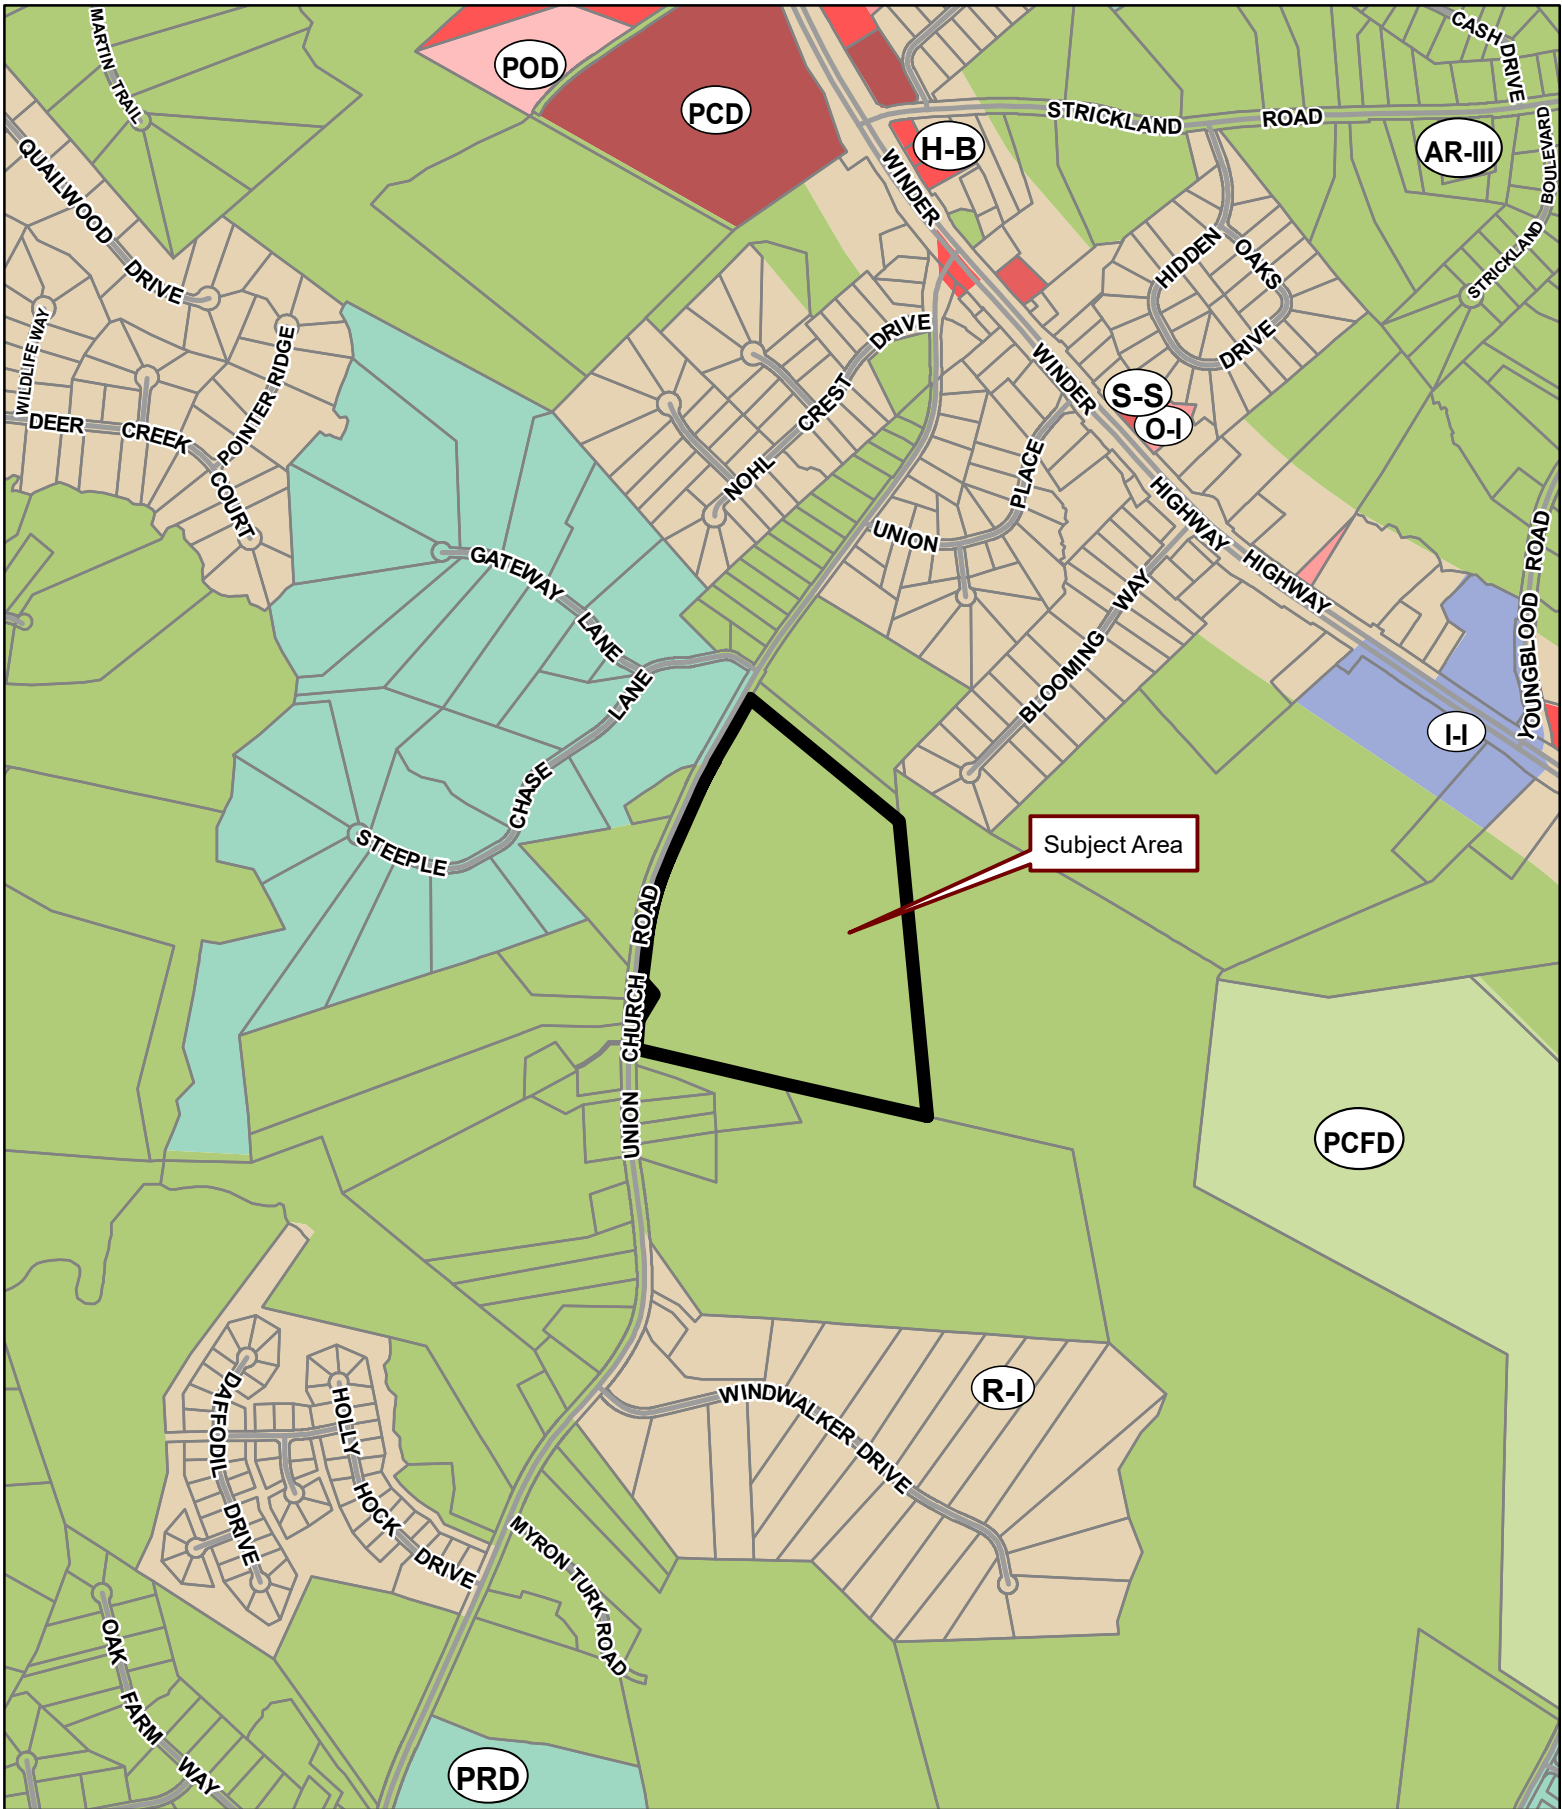 MARTIN TRAIL
POD
PCD
CASH DRIVE
STRICKLAND ROAD
H-B
AR-III
STRICKLAND BOULEVARD
QUAILWOOD DRIVE
WINDER
HIDDEN OAKS DRIVE
WILDLIFE WAY
POINTER RIDGE
DEER CREEK COURT
NOHL CREST DRIVE
WINDER HIGHWAY
S-S
O-I
UNION PLACE
HIGHWAY
YOUNGBLOOD ROAD
GATEWAY LANE
BLOOMING WAY
I-I
STEEPLE CHASE LANE
Subject Area
UNION CHURCH ROAD
PCFD
R-I
WINDWALKER DRIVE
DAFFODIL DRIVE
HOLLY HOCK DRIVE
MYRON TURK ROAD
OAK FARM WAY
PRD